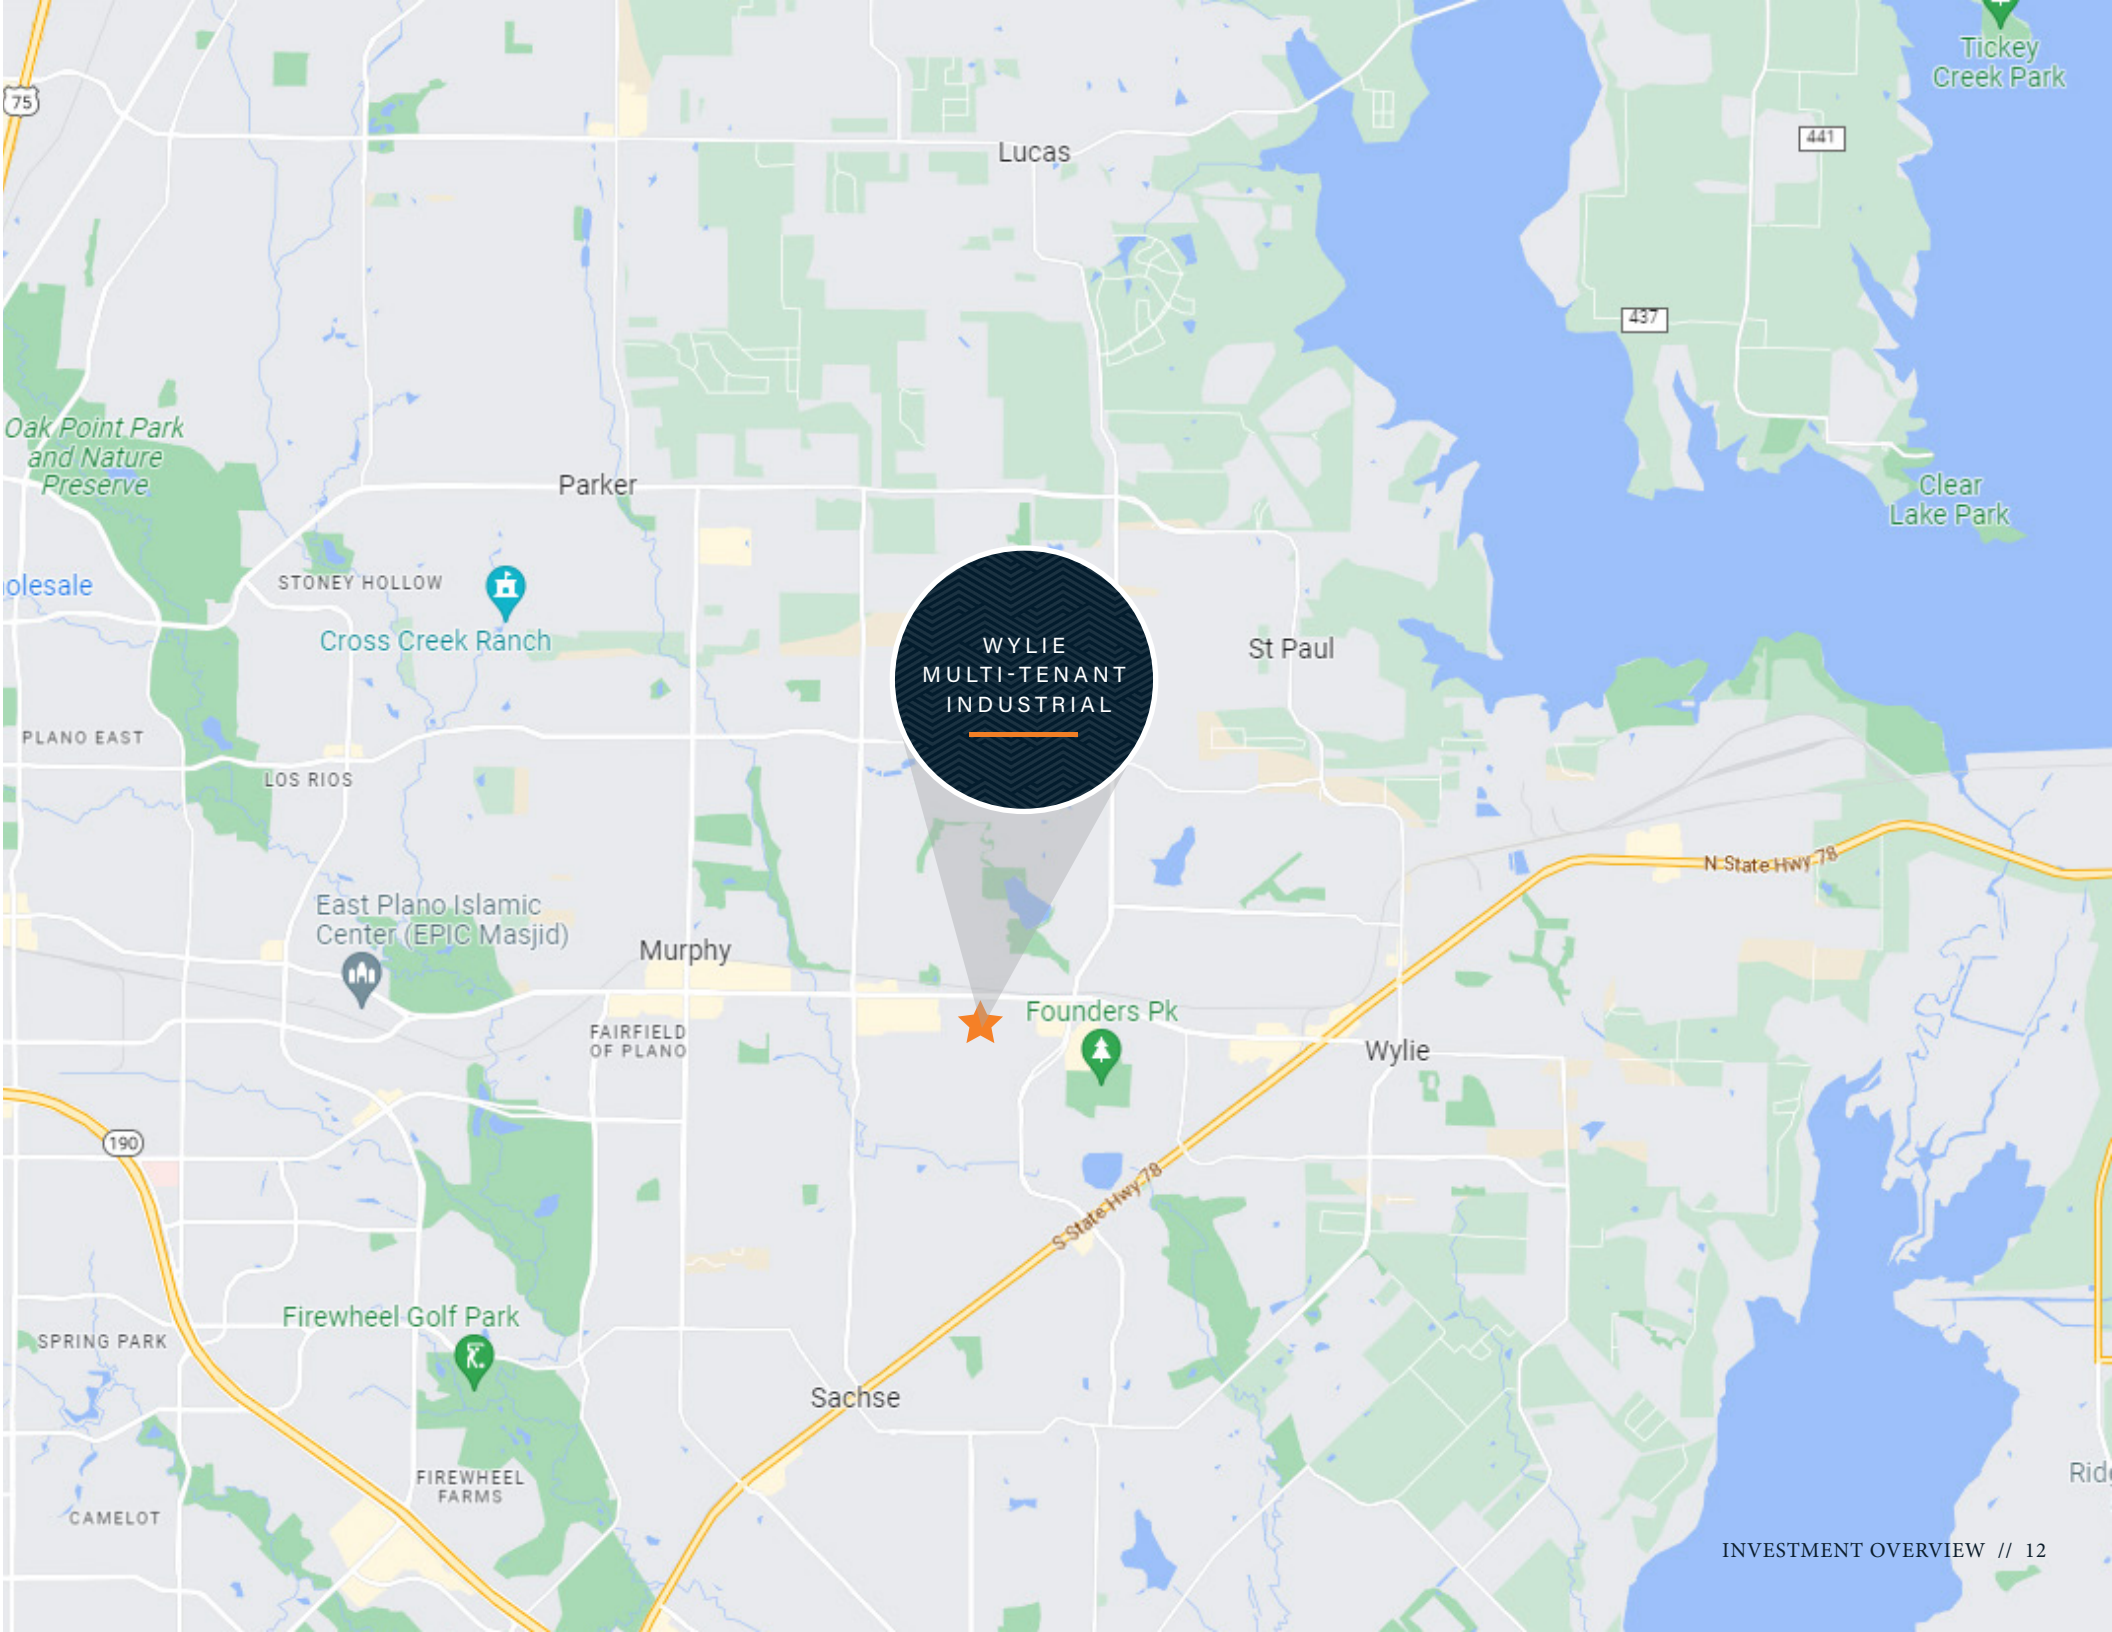 Tickey
Creek Park
75
441
Lucas
437
Oak Point Park
and Nature
Preserve
Parker
Clear
Lake Park
olesale
STONEY HOLLOW
Cross Creek Ranch
WYLIE
MULTI-TENANT
INDUSTRIAL
St Paul
PLANO EAST
LOS RIOS
N State Hwy 78
East Plano Islamic
Center (EPIC Masjid)
Murphy
Founders Pk
FAIRFIELD
OF PLANO
Wylie
190
S State Hwy 78
Firewheel Golf Park
SPRING PARK
Sachse
FIREWHEEL
FARMS
CAMELOT
Rid
INVESTMENT OVERVIEW // 12